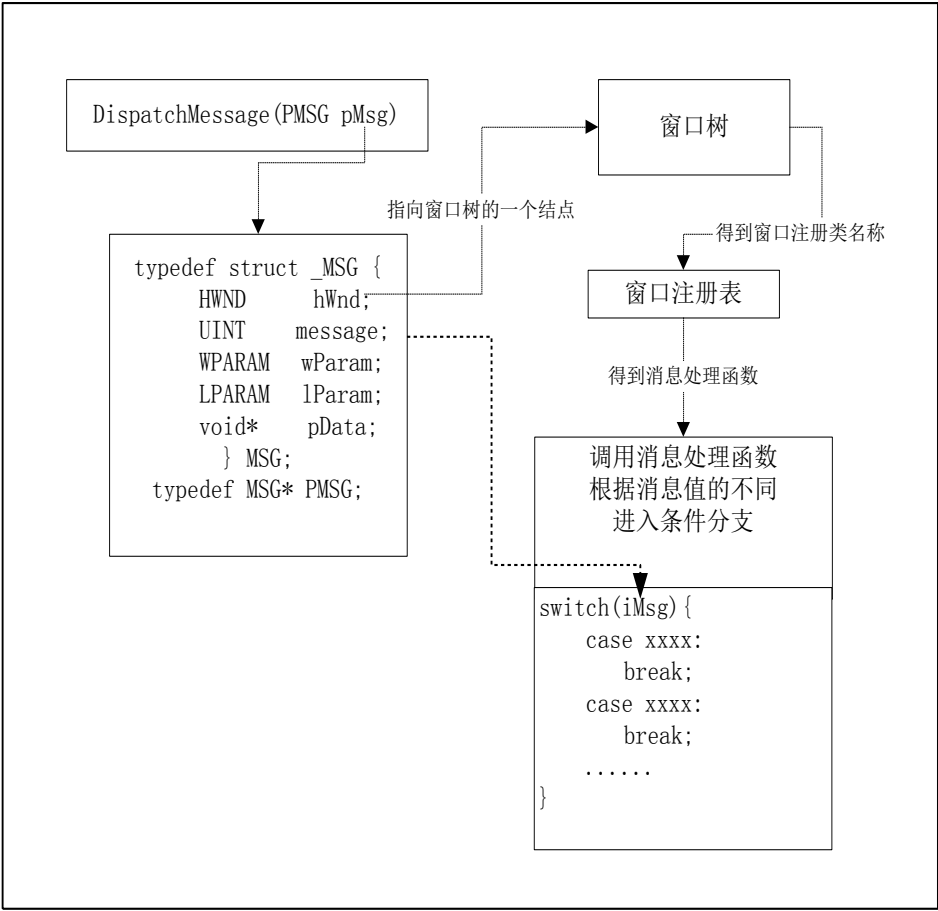 DispatchMessage(PMSG pMsg)
窗口树
指向窗口树的一个结点
得到窗口注册类名称
typedef struct _MSG {
HWND hWnd;
UINT message;
WPARAM wParam;
LPARAM lParam;
void* pData;
} MSG;
typedef MSG* PMSG;
窗口注册表
得到消息处理函数
调用消息处理函数
根据消息值的不同
进入条件分支
switch(iMsg){
case xxxx:
break;
case xxxx:
break;
......
}